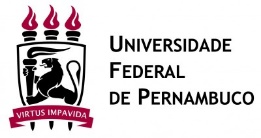 UNIVERSIDADE
FEDERAL
DE PERNAMBUCO
VIRTUS IMPAVIDA